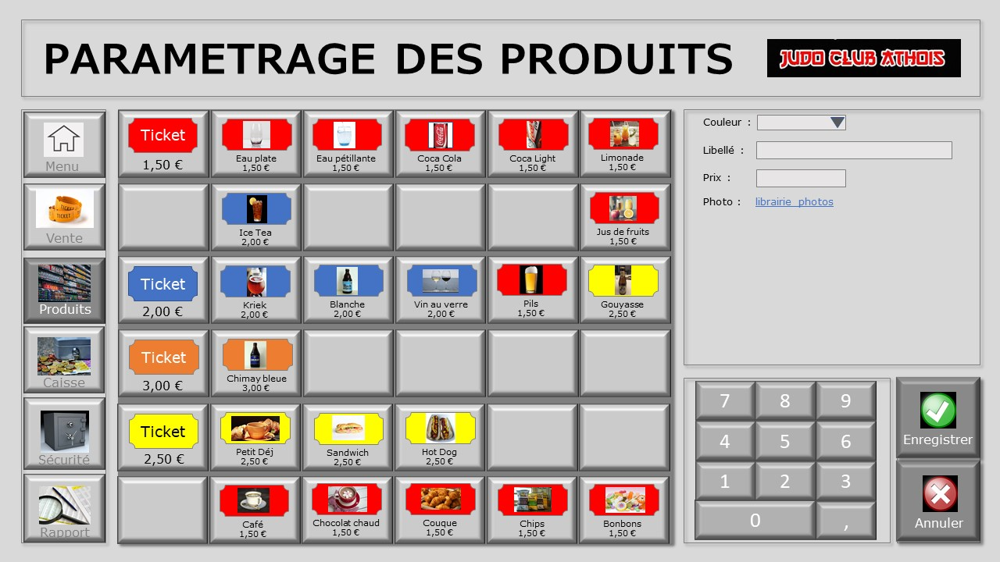 PARAMETRAGE DES PRODUITS
JUDO CLUB ATHOIS
Menu
Vente
Produits
Caisse
Sécurité
Rapport
Ticket
1,50 €
Eau plate
1,50 €
Eau pétillante
1,50 €
Coca Cola
1,50 €
Coca Light
1,50 €
Limonade
1,50 €
Ice Tea
2,00 €
Jus de fruits
1,50 €
Ticket
2,00 €
Kriek
2,00 €
Blanche
2,00 €
Vin au verre
2,00 €
Pils
1,50 €
Gouyasse
2,50 €
Ticket
3,00 €
Chimay bleue
3,00 €
Ticket
2,50 €
Petit Déj
2,50 €
Sandwich
2,50 €
Hot Dog
2,50 €
Café
1,50 €
Chocolat chaud
1,50 €
Couque
1,50 €
Chips
1,50 €
Bonbons
1,50 €
Couleur :
Libellé :
Prix :
Photo : librairie photos
7 8 9
4 5 6
1 2 3
0 ,
Enregistrer
Annuler